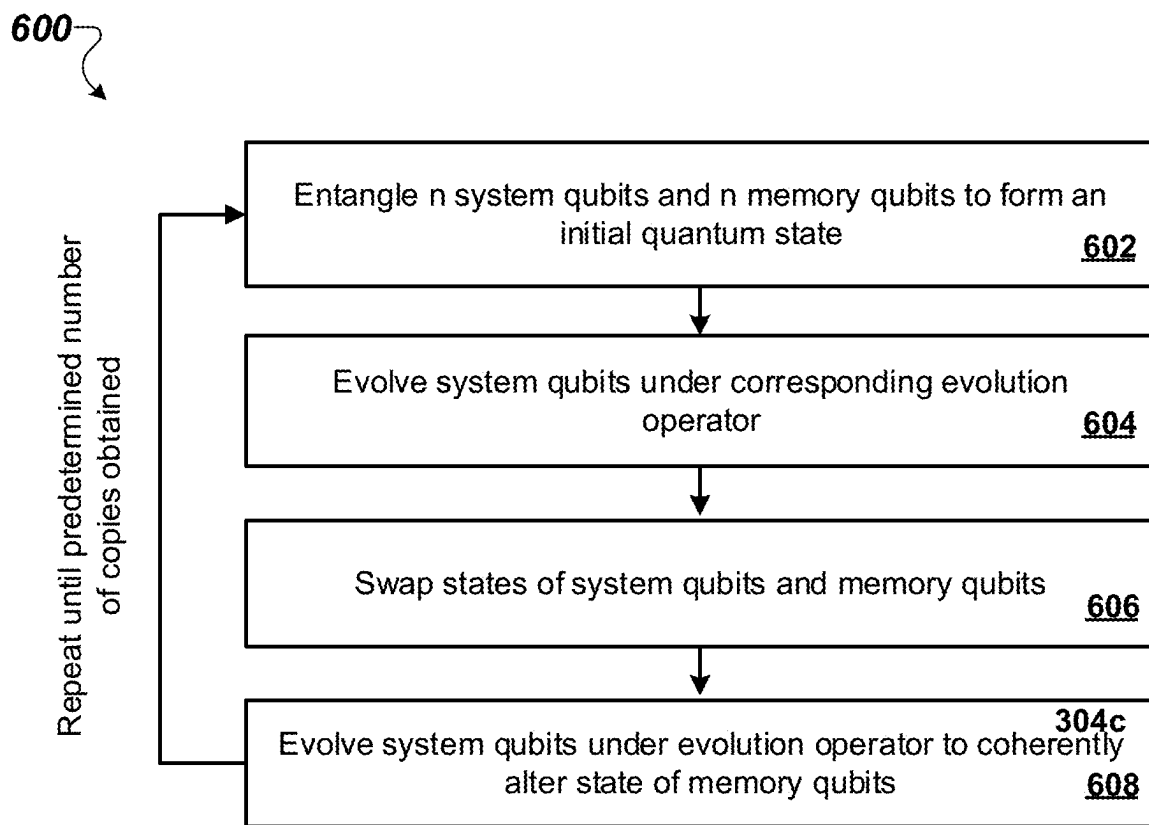 600
Entangle n system qubits and n memory qubits to form an
initial quantum state
602
Evolve system qubits under corresponding evolution
operator
604
Swap states of system qubits and memory qubits
606
304c
Evolve system qubits under evolution operator to coherently
alter state of memory qubits
608
Repeat until predetermined number
of copies obtained